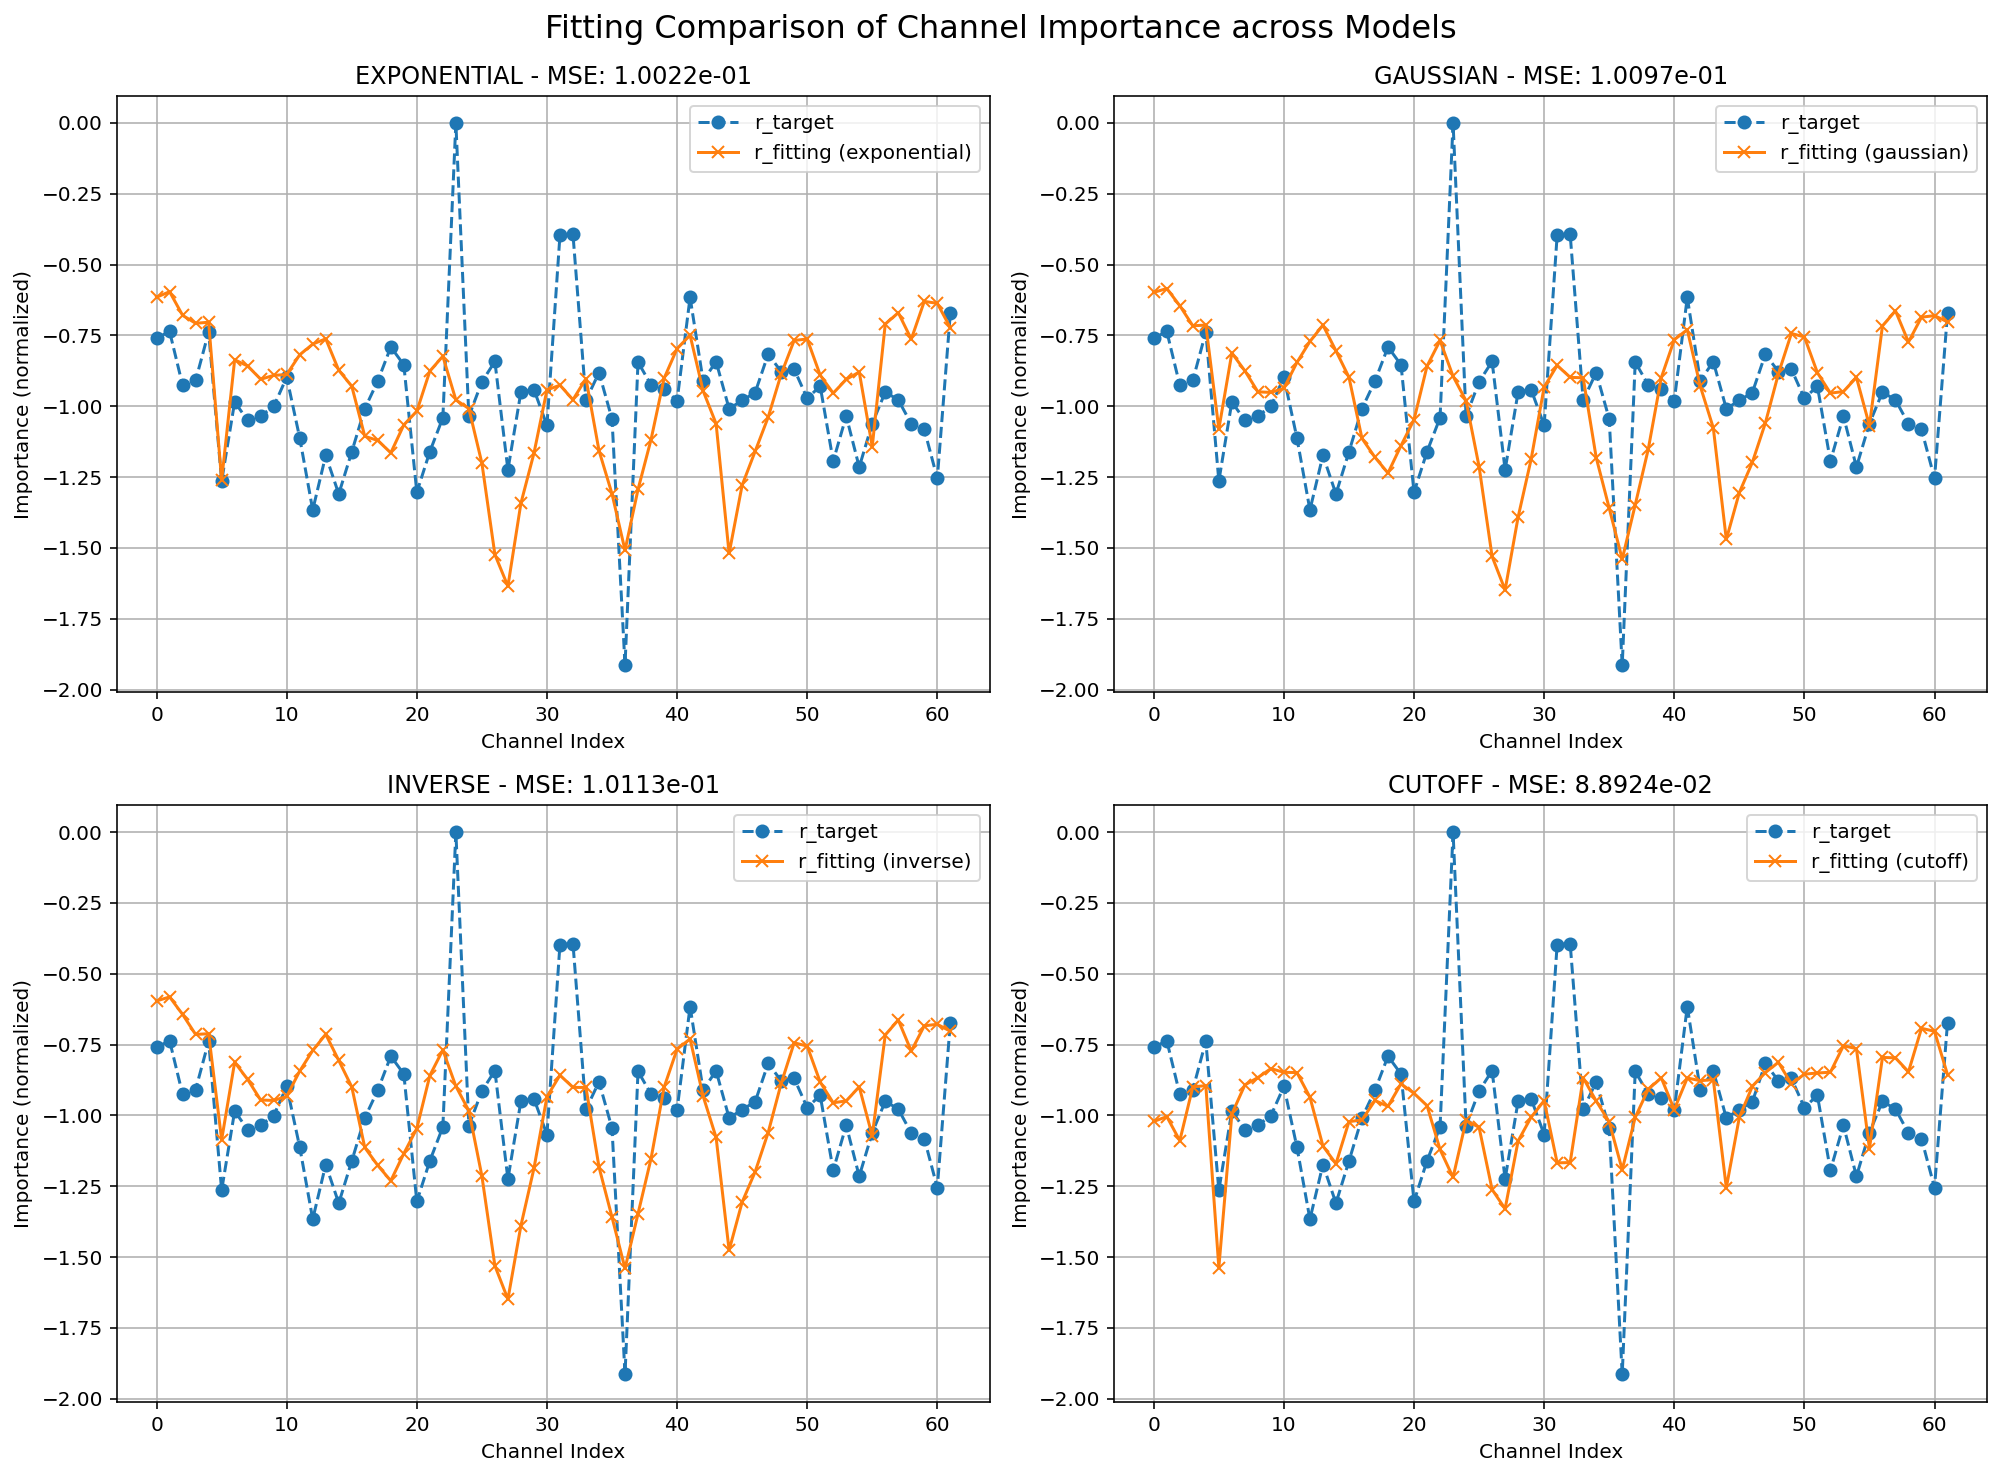 Fitting Comparison of Channel Importance across Models
EXPONENTIAL - MSE: 1.0022e-01
r_target
r_fitting (exponential)
0.00
−0.25
−0.50
−0.75
−1.00
−1.25
−1.50
−1.75
−2.00
Importance (normalized)
0 10 20 30 40 50 60
Channel Index
GAUSSIAN - MSE: 1.0097e-01
r_target
r_fitting (gaussian)
0.00
−0.25
−0.50
−0.75
−1.00
−1.25
−1.50
−1.75
−2.00
Importance (normalized)
0 10 20 30 40 50 60
Channel Index
INVERSE - MSE: 1.0113e-01
r_target
r_fitting (inverse)
0.00
−0.25
−0.50
−0.75
−1.00
−1.25
−1.50
−1.75
−2.00
Importance (normalized)
0 10 20 30 40 50 60
Channel Index
CUTOFF - MSE: 8.8924e-02
r_target
r_fitting (cutoff)
0.00
−0.25
−0.50
−0.75
−1.00
−1.25
−1.50
−1.75
−2.00
Importance (normalized)
0 10 20 30 40 50 60
Channel Index